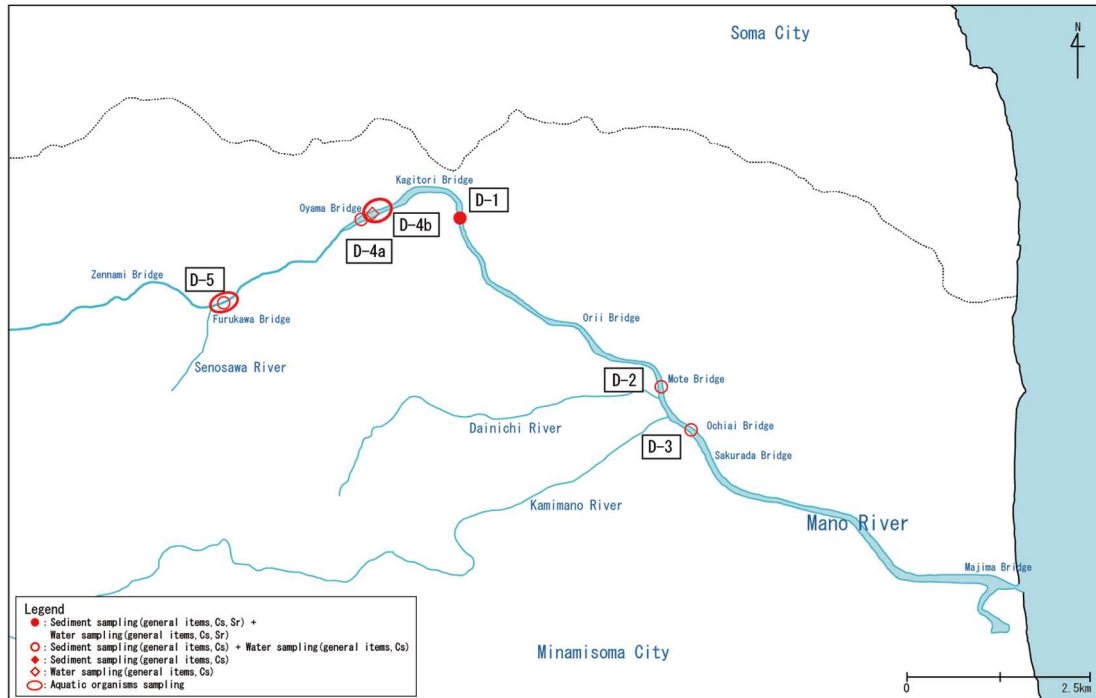 Soma City
N
4
Kagitori Bridge
D-1
Oyama Bridge
D-4b
D-4a
Zennami Bridge
D-5
Furukawa Bridge
Senosawa River
Orii Bridge
D-2
Mote Bridge
Dainichi River
Ochiai Bridge
D-3
Sakurada Bridge
Kamimano River
Mano River
Majima Bridge
Minamisoma City
Legend
: Sediment sampling(general items,Cs,Sr) +
Water sampling(general items,Cs,Sr)
: Sediment sampling(general items,Cs) + Water sampling(general items,Cs)
: Sediment sampling(general items,Cs)
: Water sampling(general items,Cs)
: Aquatic organisms sampling
0 2.5km